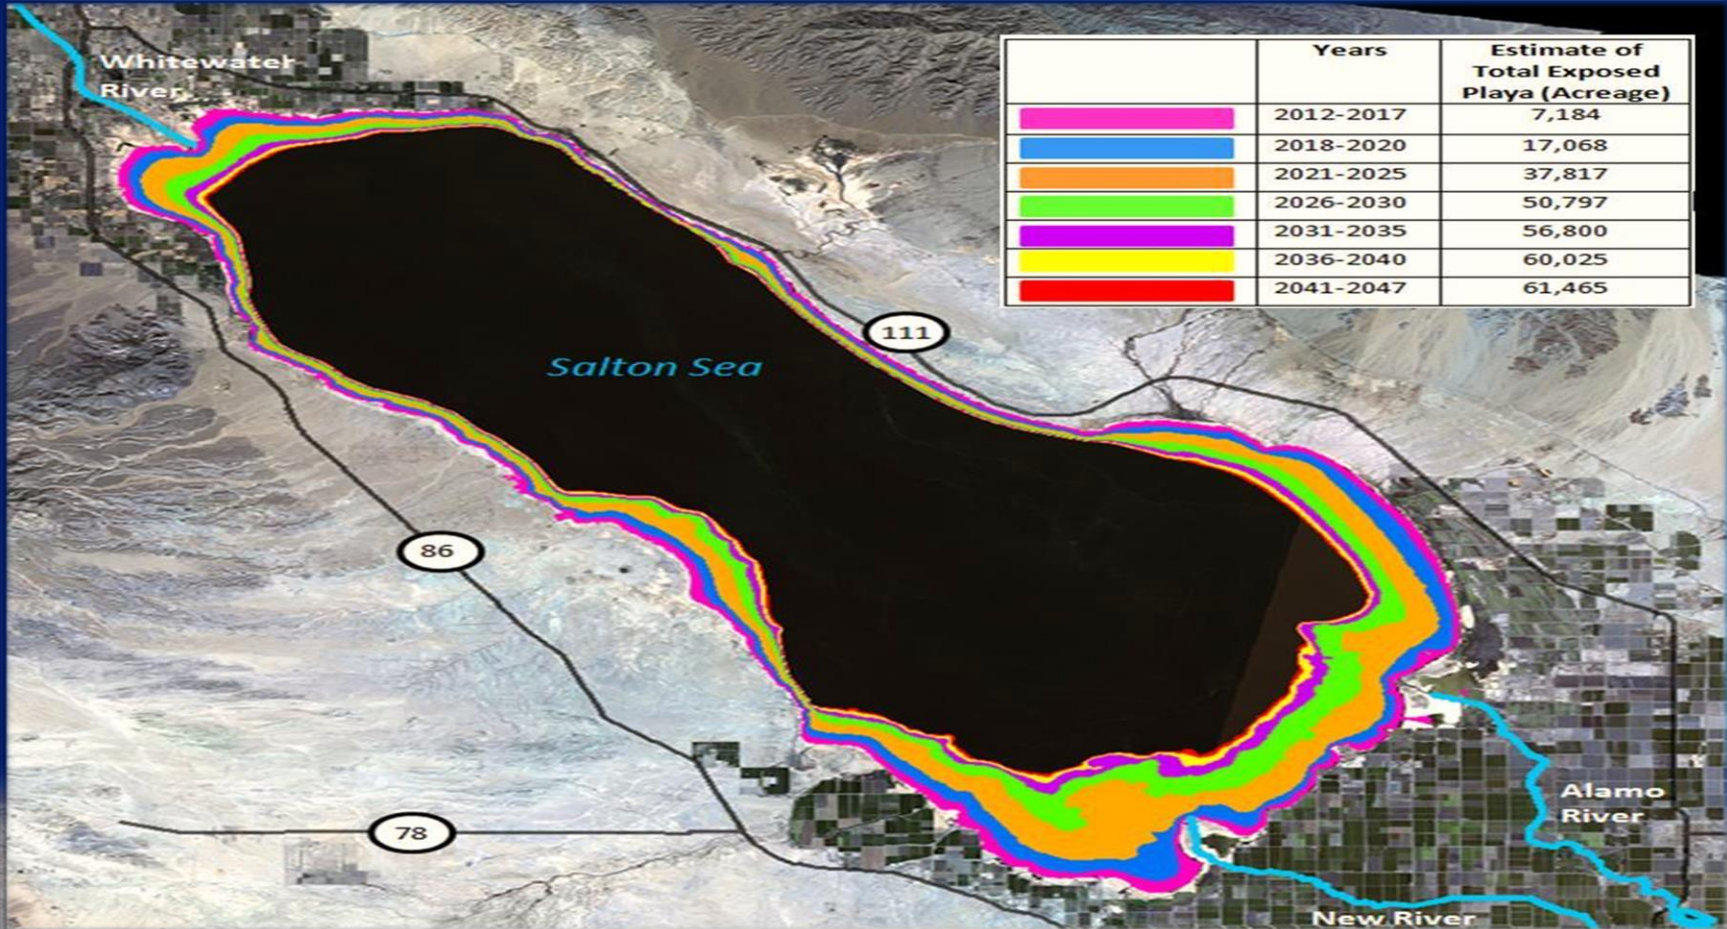 Whitewater
River
Years
Estimate of
Total Exposed
Playa (Acreage)
2012-2017 7,184
2018-2020 17,068
2021-2025 37,817
2026-2030 50,797
2031-2035 56,800
2036-2040 60,025
2041-2047 61,465
111
Salton Sea
86
78
Alamo
River
New River